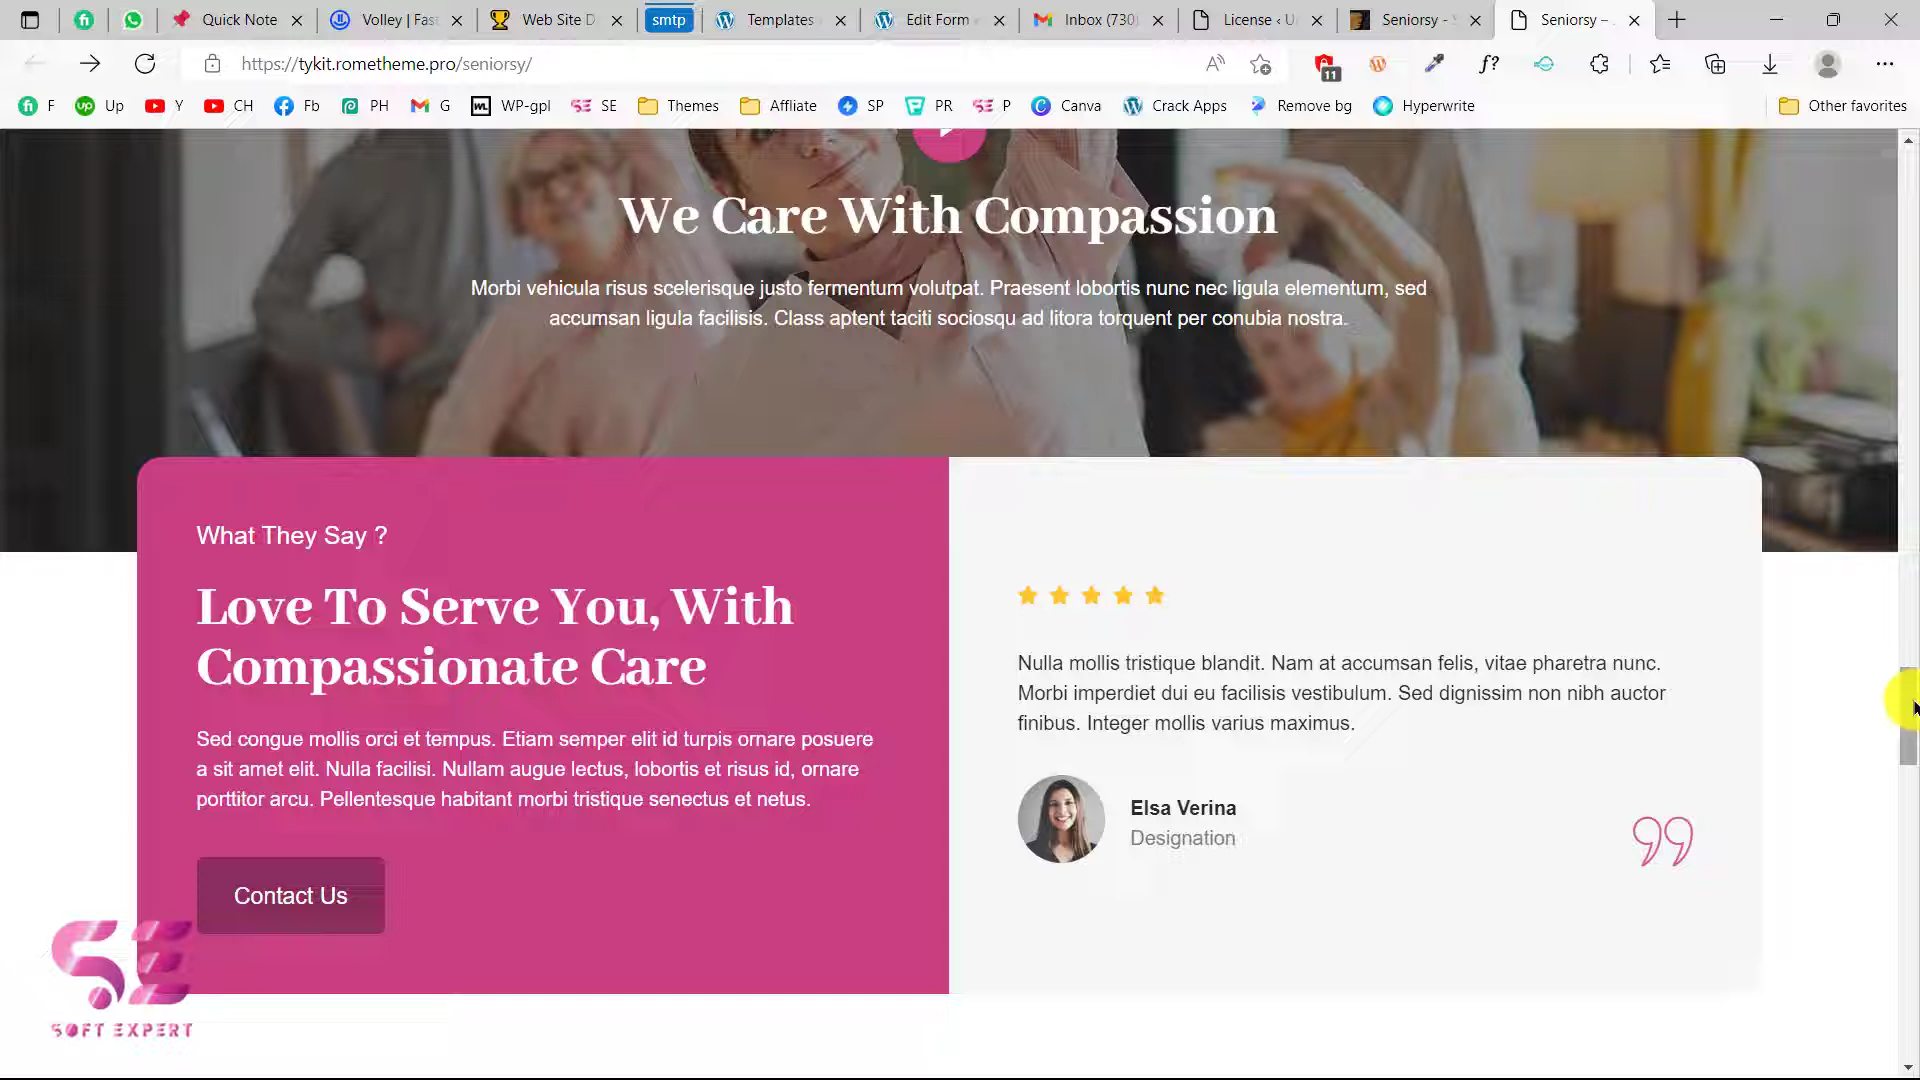 Quick Note
Volley | Fas
Web Site D
smtp
Templates
Edit Form
Inbox (730)
License ‹ U
Seniorsy -
Seniorsy –
https://tykit.rometheme.pro/seniorsy/
11
f?
F
Up
Y
CH
Fb
PH
G
WP-gpl
SE
Themes
Affliate
SP
PR
P
Canva
Crack Apps
Remove bg
Hyperwrite
Other favorites
We Care With Compassion
Morbi vehicula risus scelerisque justo fermentum volutpat. Praesent lobortis nunc nec ligula elementum, sed
accumsan ligula facilisis. Class aptent taciti sociosqu ad litora torquent per conubia nostra.
What They Say ?
Love To Serve You, With
Compassionate Care
Sed congue mollis orci et tempus. Etiam semper elit id turpis ornare posuere
a sit amet elit. Nulla facilisi. Nullam augue lectus, lobortis et risus id, ornare
porttitor arcu. Pellentesque habitant morbi tristique senectus et netus.
Contact Us
Nulla mollis tristique blandit. Nam at accumsan felis, vitae pharetra nunc.
Morbi imperdiet dui eu facilisis vestibulum. Sed dignissim non nibh auctor
finibus. Integer mollis varius maximus.
Elsa Verina
Designation
SE
SOFT EXPERT